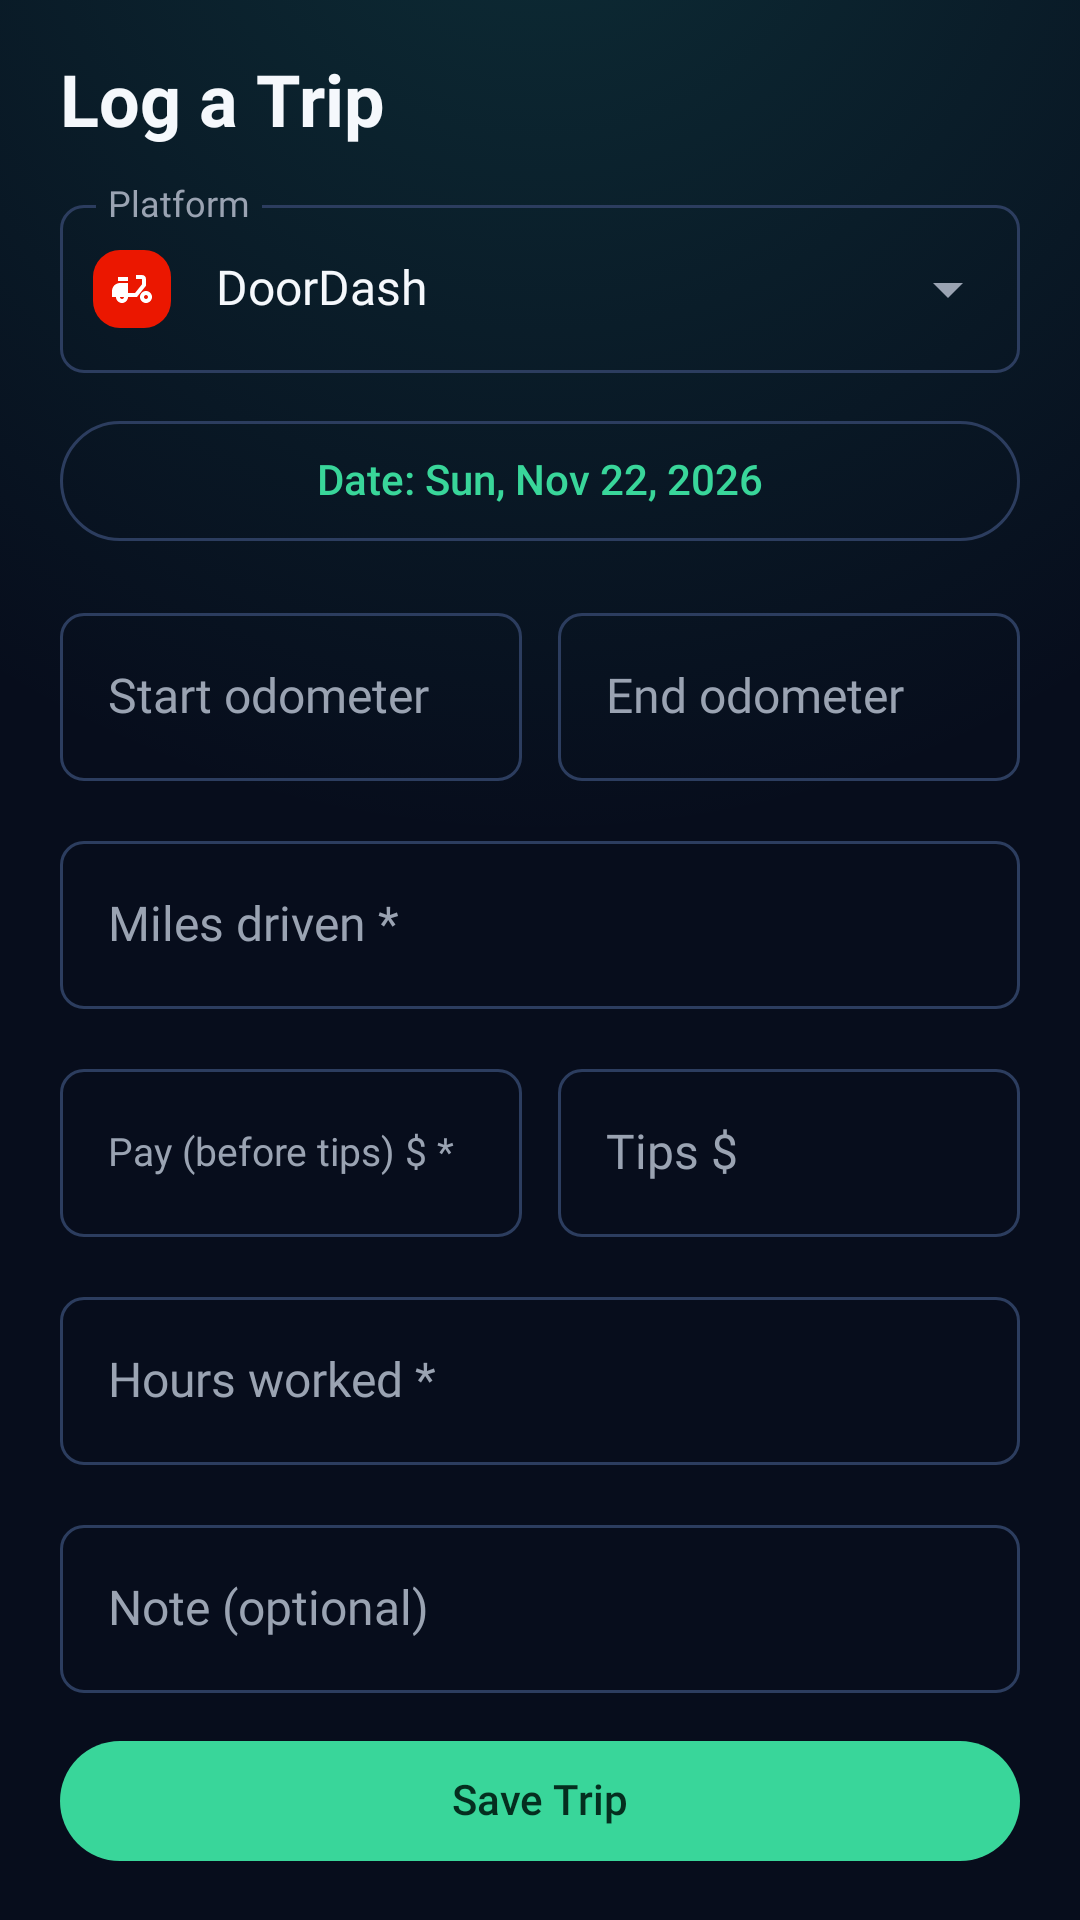 Log a Trip
Platform
DoorDash
Date: Sun, Nov 22, 2026
Start odometer
End odometer
Miles driven *
Pay (before tips) $ *
Tips $
Hours worked *
Note (optional)
Save Trip